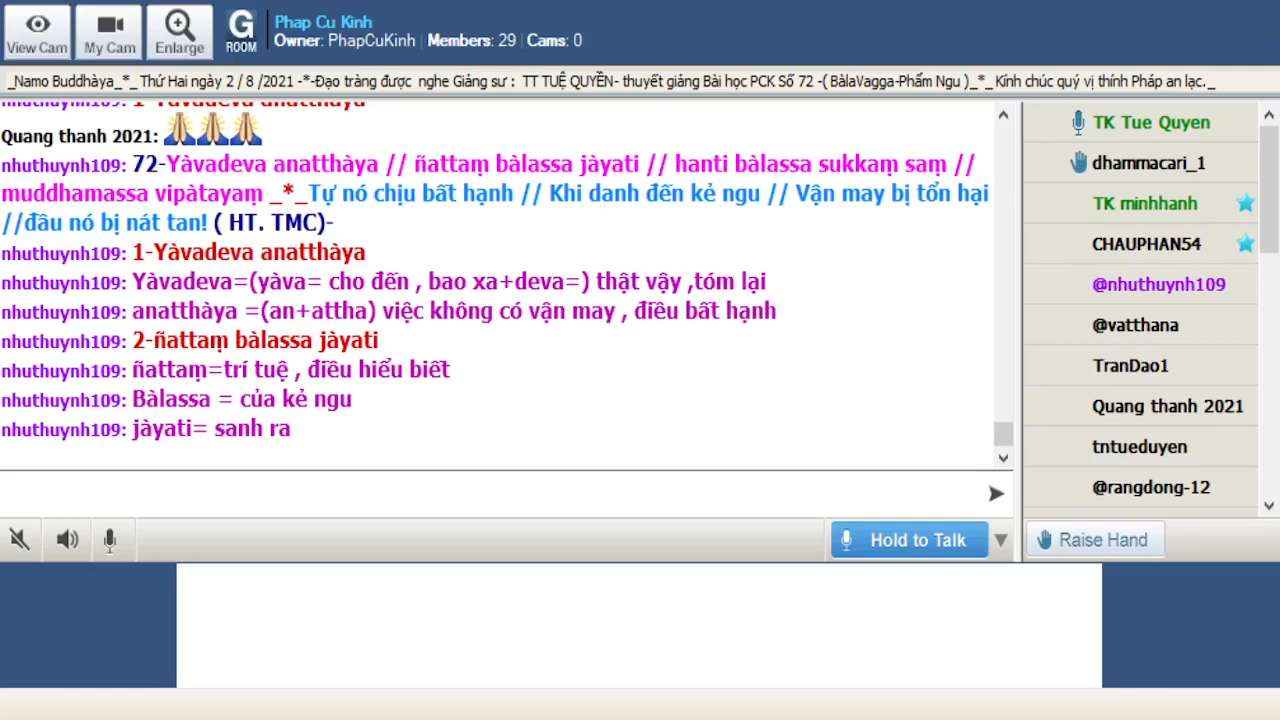 View Cam
My Cam
Enlarge
G
ROOM
Phap Cu Kinh
Owner: PhapCuKinh | Members: 29 | Cams: 0
_Namo Buddhàya_*_ Thứ Hai ngày 2 / 8 /2021 -*-Đạo tràng được nghe Giảng sư : TT TUỆ QUYỀN- thuyết giảng Bài học PCK Số 72 -( BàlaVagga-Phẩm Ngu )_*_ Kính chúc quý vị thính Pháp an lạc._
nhuthuynh109: 1-Yàvadeva anatthàya
Quang thanh 2021:
nhuthuynh109: 72-Yàvadeva anatthàya // ñattaṃ bàlassa jàyati // hanti bàlassa sukkaṃ saṃ //
muddhamassa vipàtayaṃ _*_Tự nó chịu bất hạnh // Khi danh đến kẻ ngu // Vận may bị tổn hại
//đầu nó bị nát tan! ( HT. TMC)-
nhuthuynh109: 1-Yàvadeva anatthàya
nhuthuynh109: Yàvadeva=(yàva= cho đến , bao xa+deva=) thật vậy ,tóm lại
nhuthuynh109: anatthàya =(an+attha) việc không có vận may , điều bất hạnh
nhuthuynh109: 2-ñattaṃ bàlassa jàyati
nhuthuynh109: ñattaṃ=trí tuệ , điều hiểu biết
nhuthuynh109: Bàlassa = của kẻ ngu
nhuthuynh109: jàyati= sanh ra
TK Tue Quyen
dhammacari_1
TK minhhanh
CHAUPHAN54
@nhuthuynh109
@vatthana
TranDao1
Quang thanh 2021
tntueduyen
@rangdong-12
Hold to Talk
Raise Hand